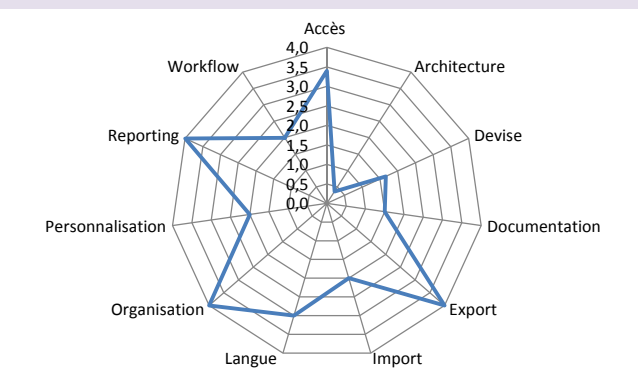 Accès
4,0
3,5
3,0
2,5
2,0
1,5
1,0
0,5
0,0
Architecture
Devise
Documentation
Export
Import
Langue
Organisation
Personnalisation
Reporting
Workflow